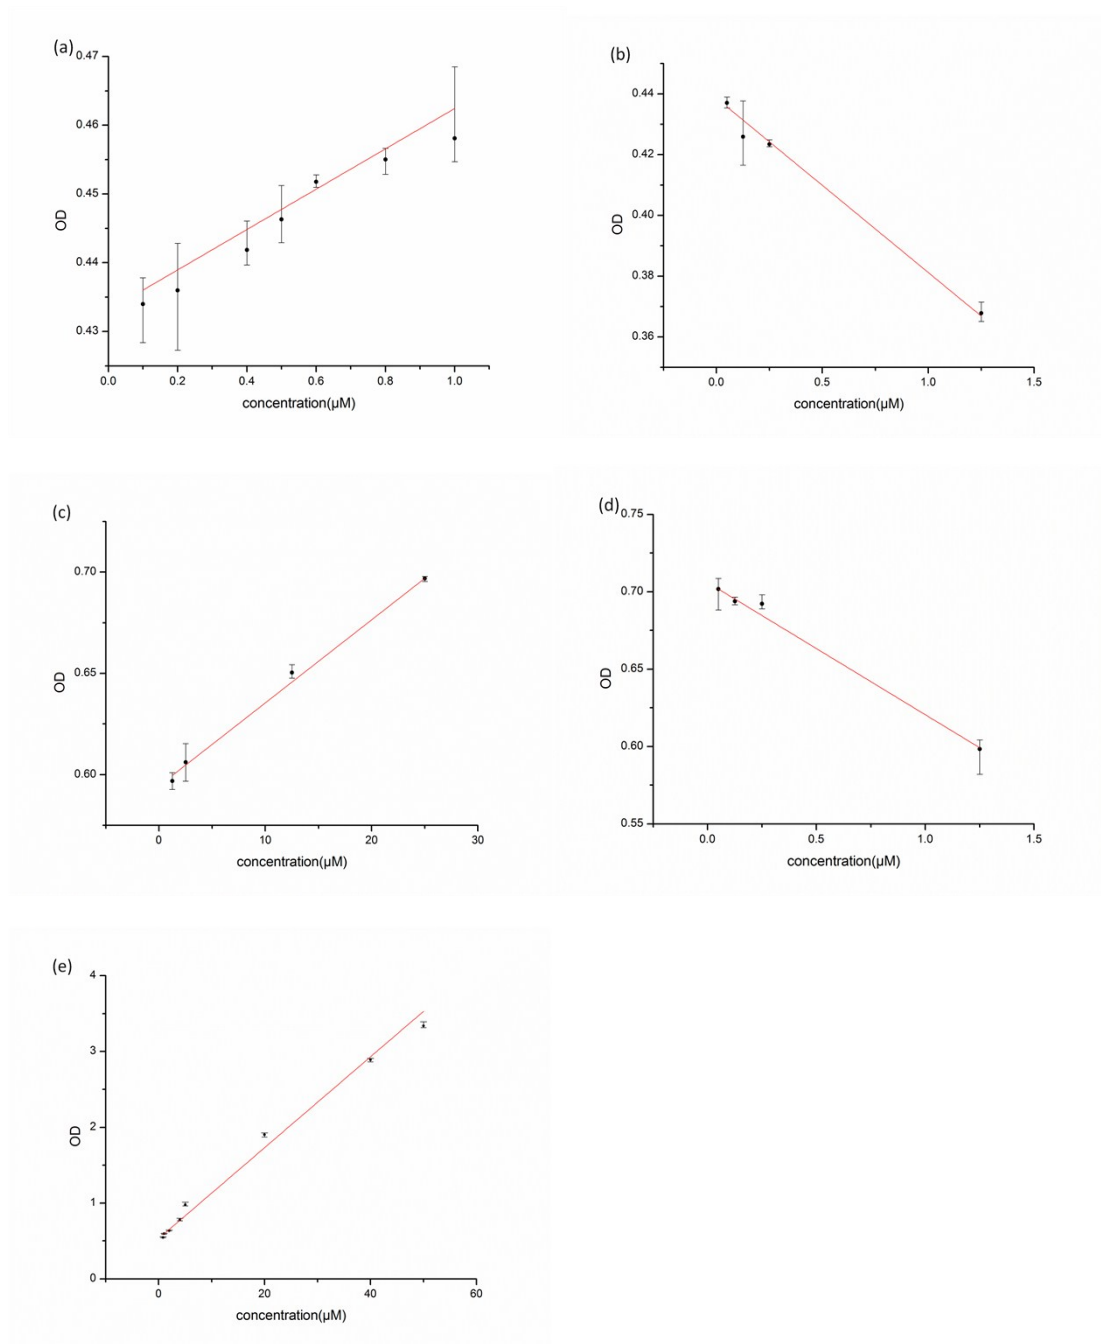 (a)
0.47
0.46
0.45
0.44
0.43
OD
0.0 0.2 0.4 0.6 0.8 1.0
concentration(µM)
(b)
0.44
0.42
0.40
0.38
0.36
OD
0.0 0.5 1.0 1.5
concentration(µM)
(c)
0.70
0.65
0.60
OD
0 10 20 30
concentration(µM)
(d)
0.75
0.70
0.65
0.60
0.55
OD
0.0 0.5 1.0 1.5
concentration(µM)
(e)
4
3
2
1
0
OD
0 20 40 60
concentration(µM)